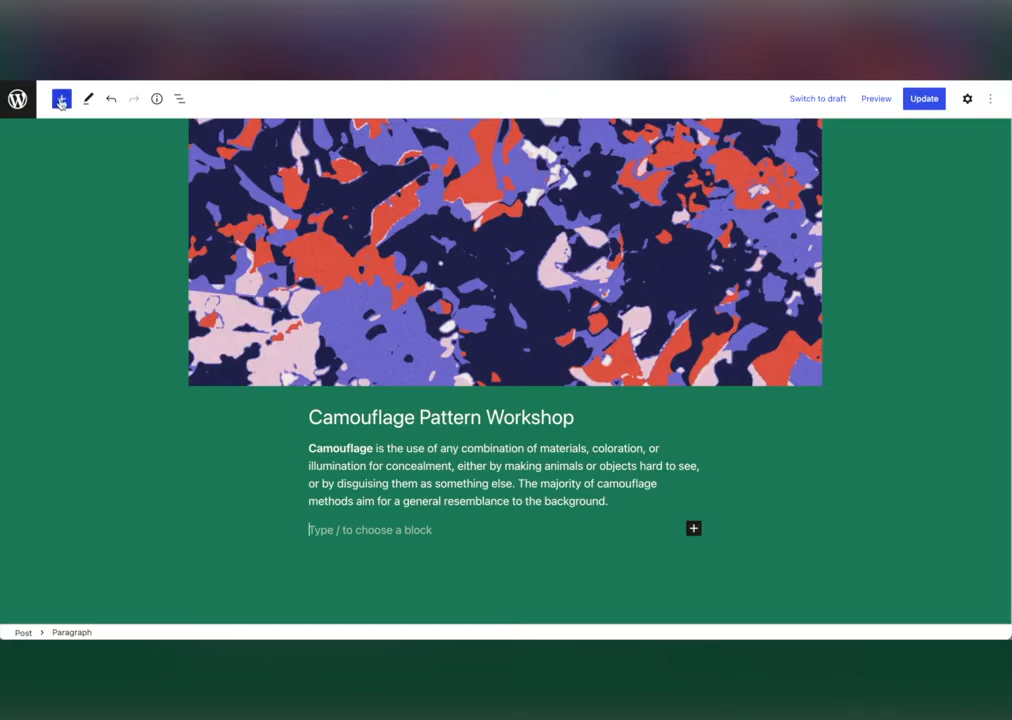 Switch to draft Preview Update
Camouflage Pattern Workshop
Camouflage is the use of any combination of materials, coloration, or
illumination for concealment, either by making animals or objects hard to see,
or by disguising them as something else. The majority of camouflage
methods aim for a general resemblance to the background.
Type / to choose a block
Post > Paragraph